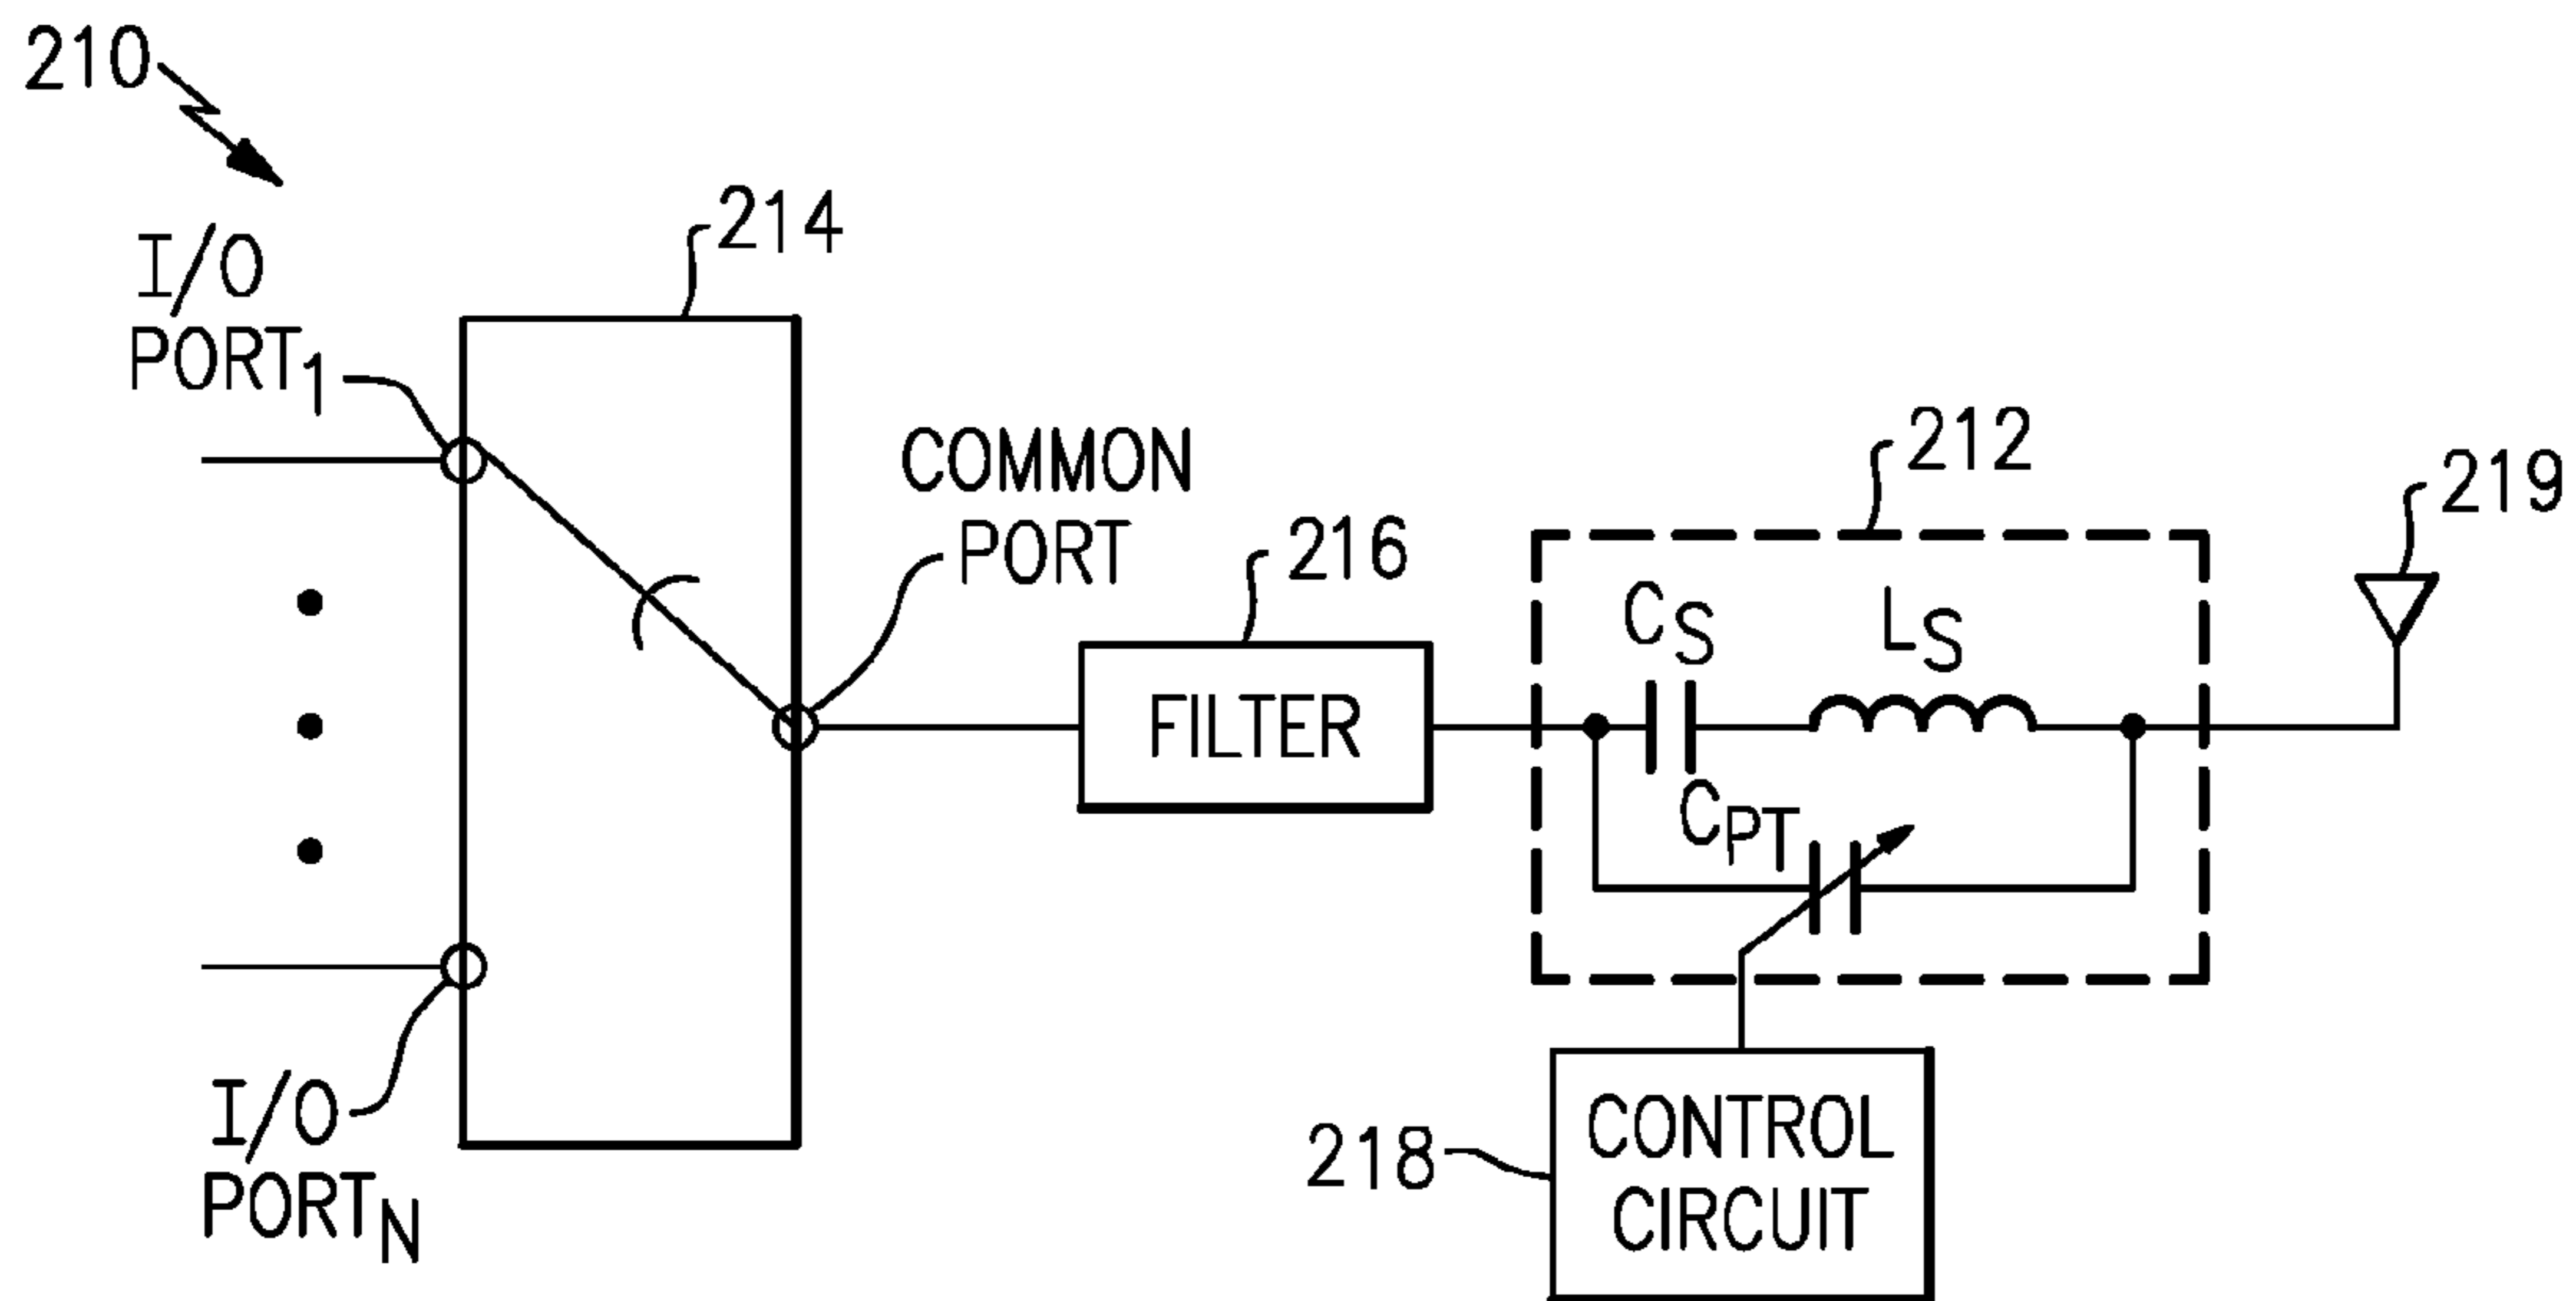 210
I/O
PORT1
214
COMMON
PORT
216
212
219
CS
LS
FILTER
CPT
I/O
PORTN
218
CONTROL
CIRCUIT